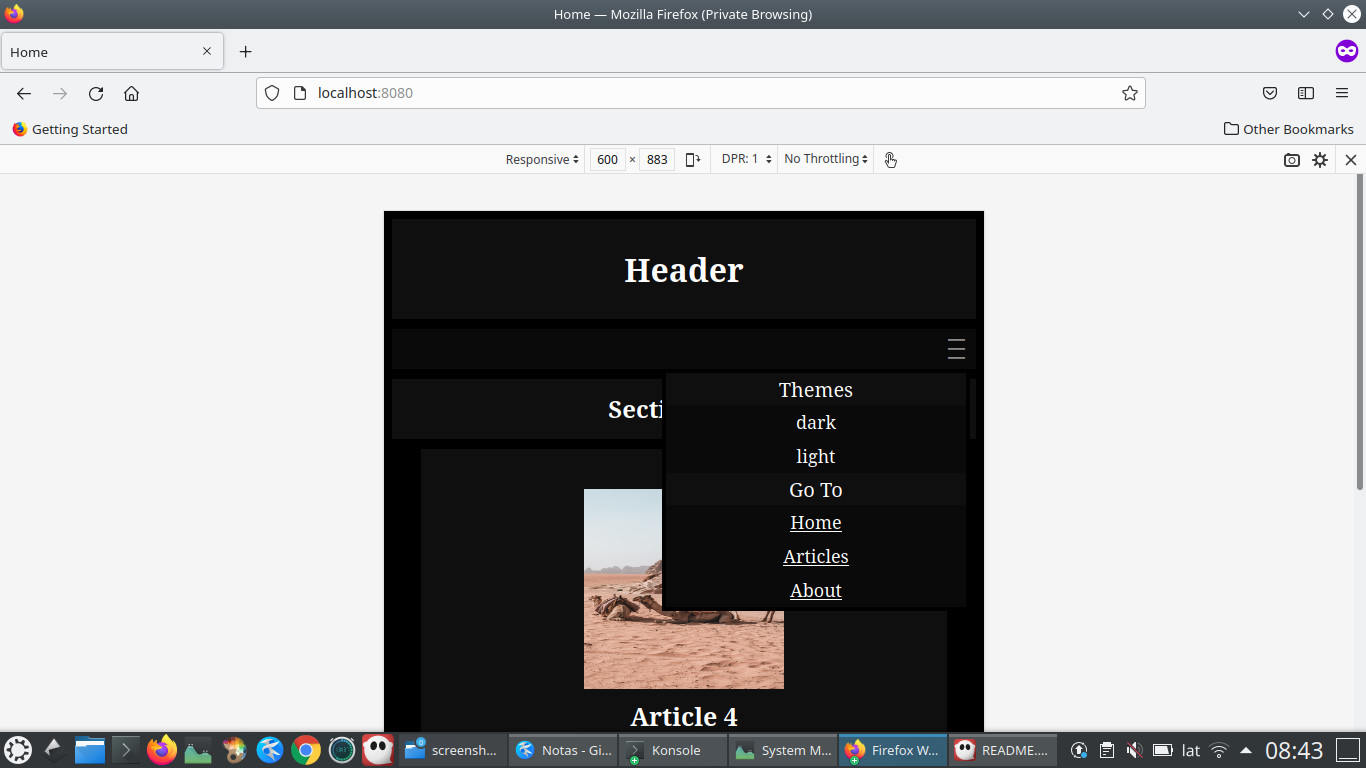 Home — Mozilla Firefox (Private Browsing)
Home
localhost:8080
Getting Started
Other Bookmarks
Responsive
600 × 883
DPR: 1
No Throttling
Header
Themes
Secti
dark
light
Go To
Home
Articles
About
Article 4
screensh...
Notas - Gi...
Konsole
System M...
Firefox W...
README....
lat
08:43